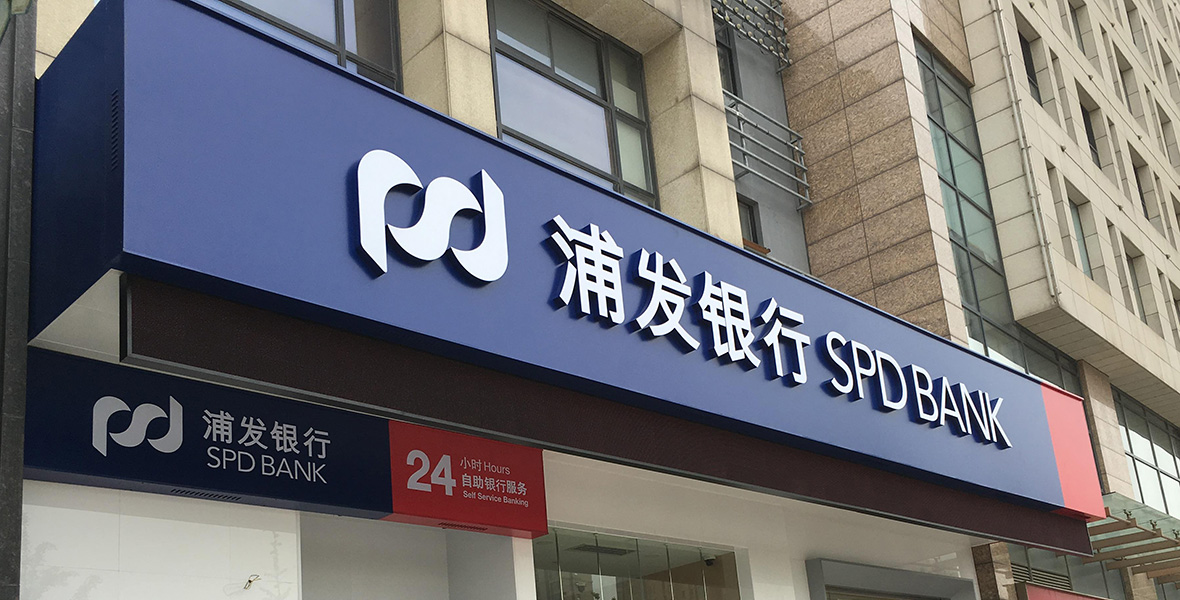 浦发银行 SPD BANK
浦发银行
SPD BANK
24 小时 Hours
自助银行服务
Self Service Banking